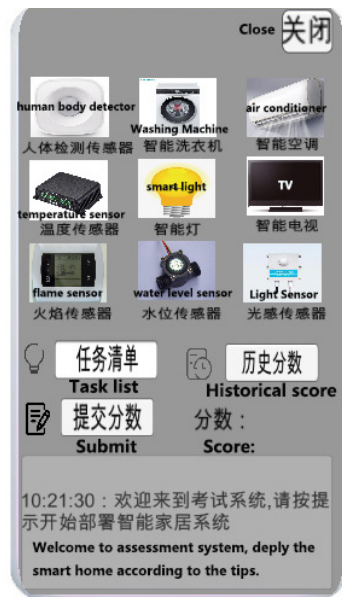 Close 关闭
human body detector
Washing Machine
air conditioner
人体检测传感器 智能洗衣机 智能空调
temperature sensor
smart light
TV
温度传感器 智能灯 智能电视
flame sensor water level sensor Light Sensor
火焰传感器 水位传感器 光感传感器
任务清单 历史分数
Task list Historical score
提交分数 分数：
Submit Score:
10:21:30：欢迎来到考试系统,请按提
示开始部署智能家居系统
Welcome to assessment system, deply the
smart home according to the tips.